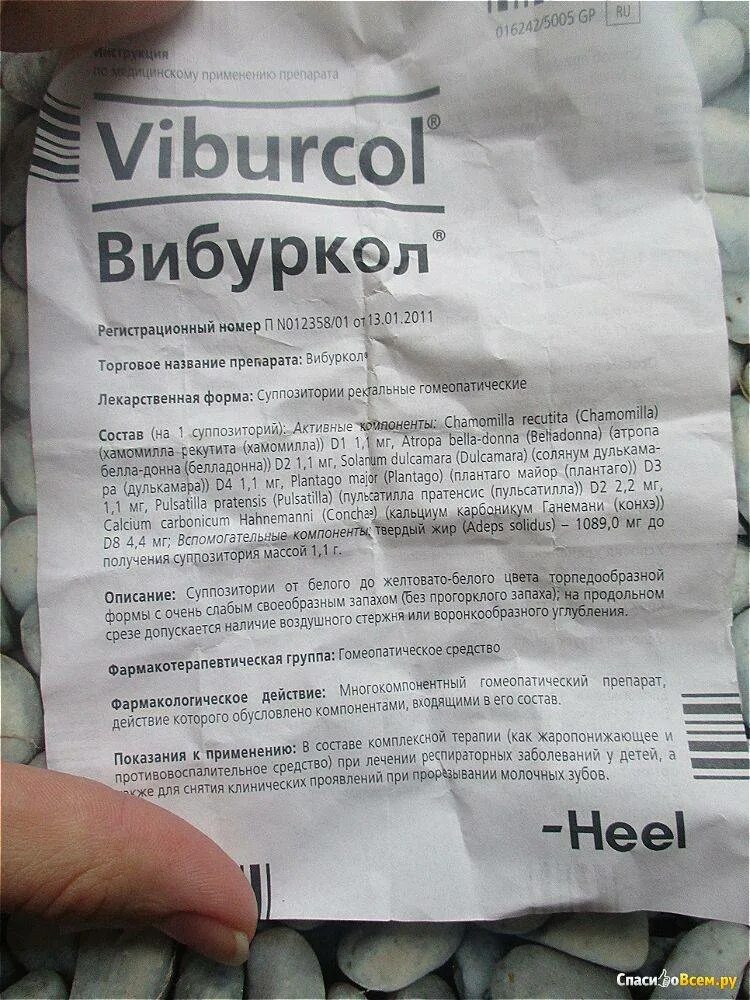 016242/5005 GP RU
Инструкция
по медицинскому применению препарата
Viburcol®
Вибуркол®
Регистрационный номер П N012358/01 от 13.01.2011
Торговое название препарата: Вибуркол®
Лекарственная форма: Суппозитории ректальные гомеопатические
Состав (на 1 суппозиторий): Активные компоненты: Chamomilla recutita (Chamomilla)
(хамомилла рекутита (хамомилла)) D1 1,1 мг, Atropa bella-donna (Belladonna) (атропа
белла-донна (белладонна)) D2 1,1 мг, Solanum dulcamara (Dulcamara) (солянум дулькама-
ра (дулькамара)) D4 1,1 мг, Plantago major (Plantago) (плантаго майор (плантаго)) D3
1,1 мг, Pulsatilla pratensis (Pulsatilla) (пульсатилла пратенсис (пульсатилла)) D2 2,2 мг,
Calcium carbonicum Hahnemanni (Conchae) (кальциум карбоникум Ганемани (конхэ))
D8 4,4 мг; Вспомогательные компоненты: твердый жир (Adeps solidus) – 1089,0 мг до
получения суппозитория массой 1,1 г.
Описание: Суппозитории от белого до желтовато-белого цвета торпедообразной
формы с очень слабым своеобразным запахом (без прогорклого запаха); на продольном
срезе допускается наличие воздушного стержня или воронкообразного углубления.
Фармакотерапевтическая группа: Гомеопатическое средство
Фармакологическое действие: Многокомпонентный гомеопатический препарат,
действие которого обусловлено компонентами, входящими в его состав.
Показания к применению: В составе комплексной терапии (как жаропонижающее и
противовоспалительное средство) при лечении респираторных заболеваний у детей, а
также для снятия клинических проявлений при прорезывании молочных зубов.
-Heel
СпасибоВсем.ру